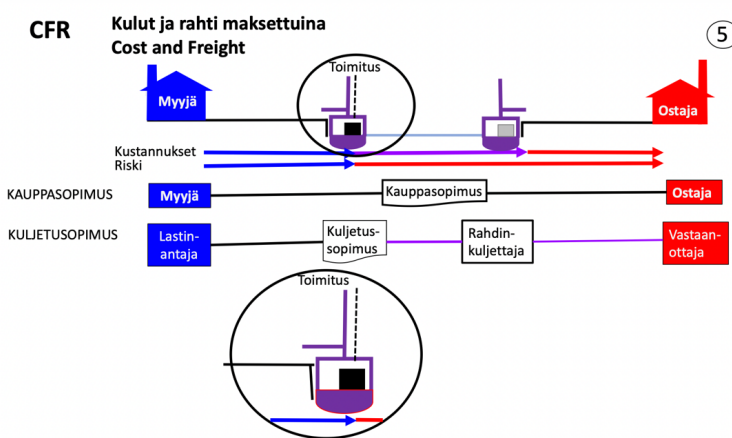 CFR
Kulut ja rahti maksettuina
Cost and Freight
5
Toimitus
Myyjä
Ostaja
Kustannukset
Riski
KAUPPASOPIMUS
Myyjä
Kauppasopimus
Ostaja
KULJETUSOPIMUS
Lastin-
antaja
Kuljetus-
sopimus
Rahdin-
kuljettaja
Vastaan-
ottaja
Toimitus